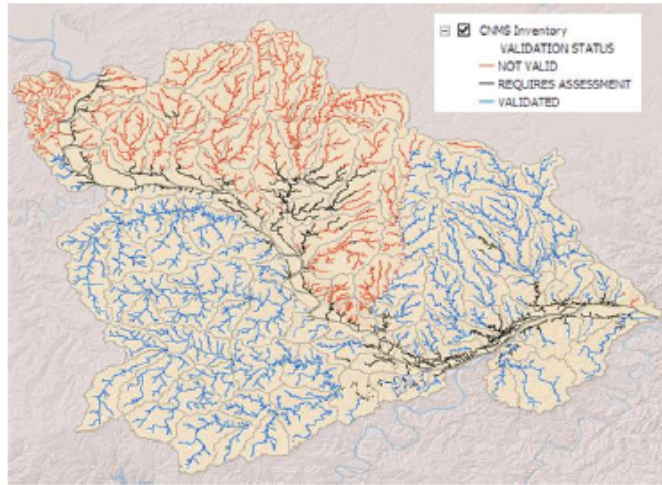 CNMS Inventory
VALIDATION STATUS
NOT VALID
REQUIRES ASSESSMENT
VALIDATED